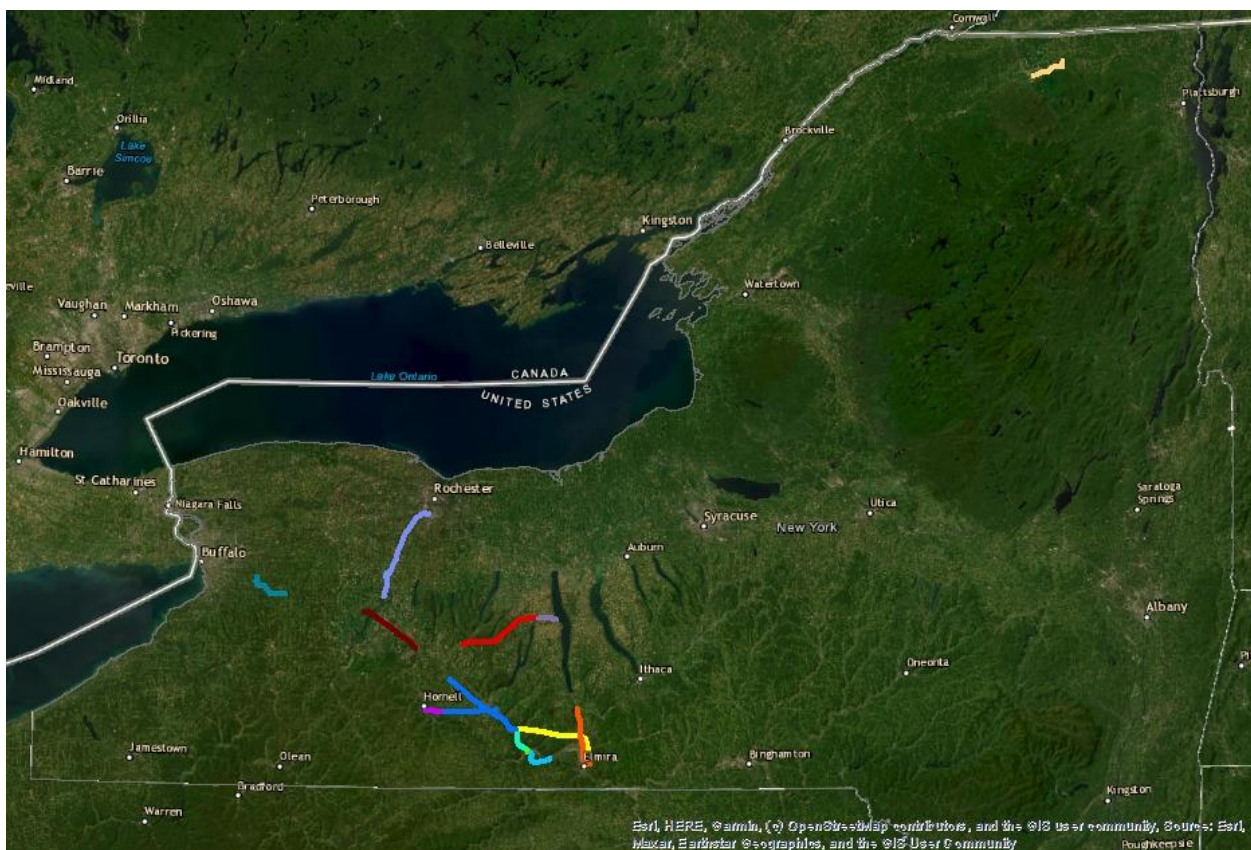 Cornwall
Midland
Plattsburgh
Orillia
Brockville
Lake
Simcoe
Barrie
Peterborough
Kingston
Belleville
Watertown
eville
Vaughan
Markham
Oshawa
Pickering
Brampton
Toronto
Mississauga
Lake Ontario
CANADA
UNITED STATES
Oakville
Hamilton
St Catharines
Rochester
Saratoga
Springs
Niagara Falls
Utica
Syracuse
New York
Buffalo
Auburn
Albany
Ithaca
Oneonta
Pi
Hornell
Jamestown
Olean
Elmira
Binghamton
Bradford
Kingston
Warren
Esri, HERE, Garmin, (c) OpenStreetMap contributors, and the GIS user community, Source: Esri,
Maxar, Earthstar Geographics, and the GIS User Community
Poughkeepsie